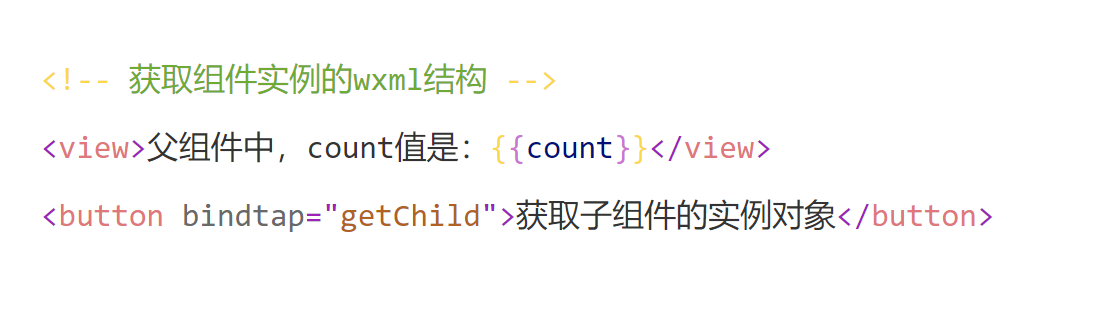 <!-- 获取组件实例的wxml结构 -->
<view>父组件中，count值是：{{count}}</view>
<button bindtap="getChild">获取子组件的实例对象</button>